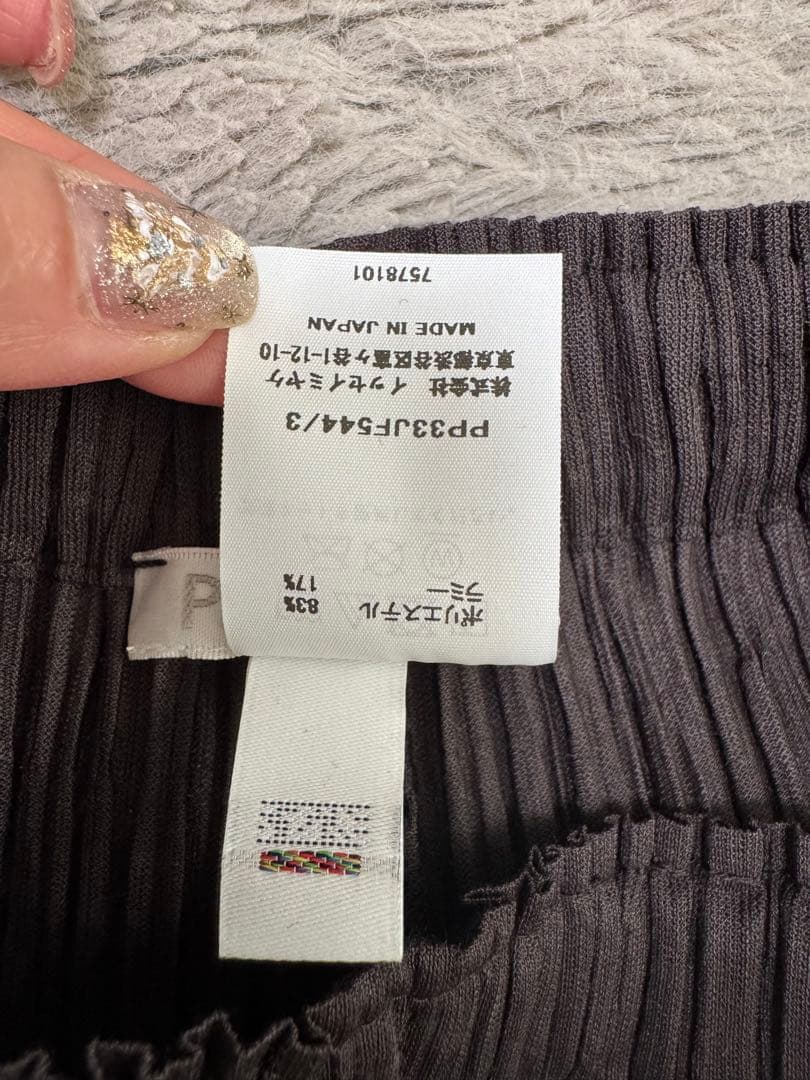 ポリエステル 83%
ラミー 17%
PP33JF544/3
株式会社 イッセイミヤケ
東京都渋谷区富ヶ谷1-12-10
MADE IN JAPAN
7578101
P